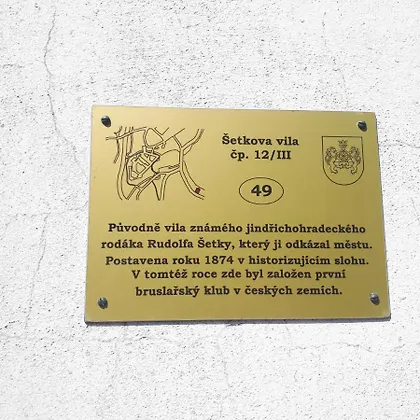 Šetkova vila
čp. 12/III
49
Původně vila známého jindřichohradeckého
rodáka Rudolfa Šetky, který ji odkázal městu.
Postavena roku 1874 v historizujícím slohu.
V tomtéž roce zde byl založen první
bruslařský klub v českých zemích.